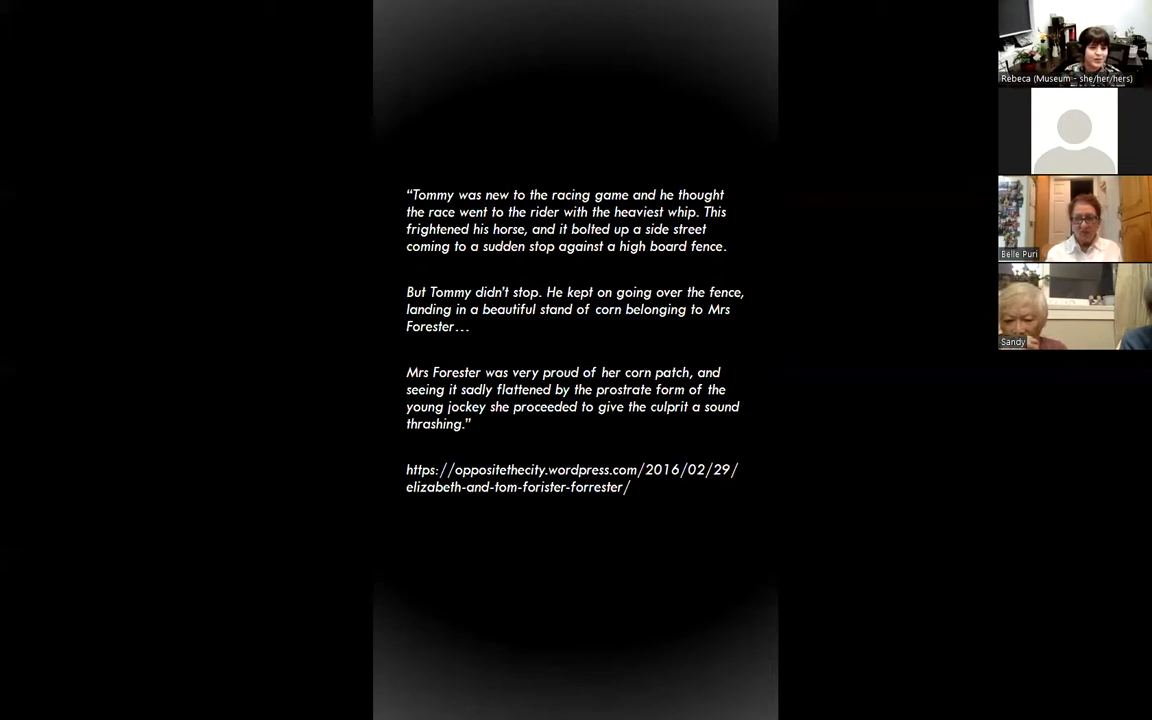 “Tommy was new to the racing game and he thought
the race went to the rider with the heaviest whip. This
frightened his horse, and it bolted up a side street
coming to a sudden stop against a high board fence.
But Tommy didn’t stop. He kept on going over the fence,
landing in a beautiful stand of corn belonging to Mrs
Forester…
Mrs Forester was very proud of her corn patch, and
seeing it sadly flattened by the prostrate form of the
young jockey she proceeded to give the culprit a sound
thrashing.”
https://oppositethecity.wordpress.com/2016/02/29/
elizabeth-and-tom-forister-forrester/
Rebeca (Museum - she/her/hers)
Belle Puri
Sandy